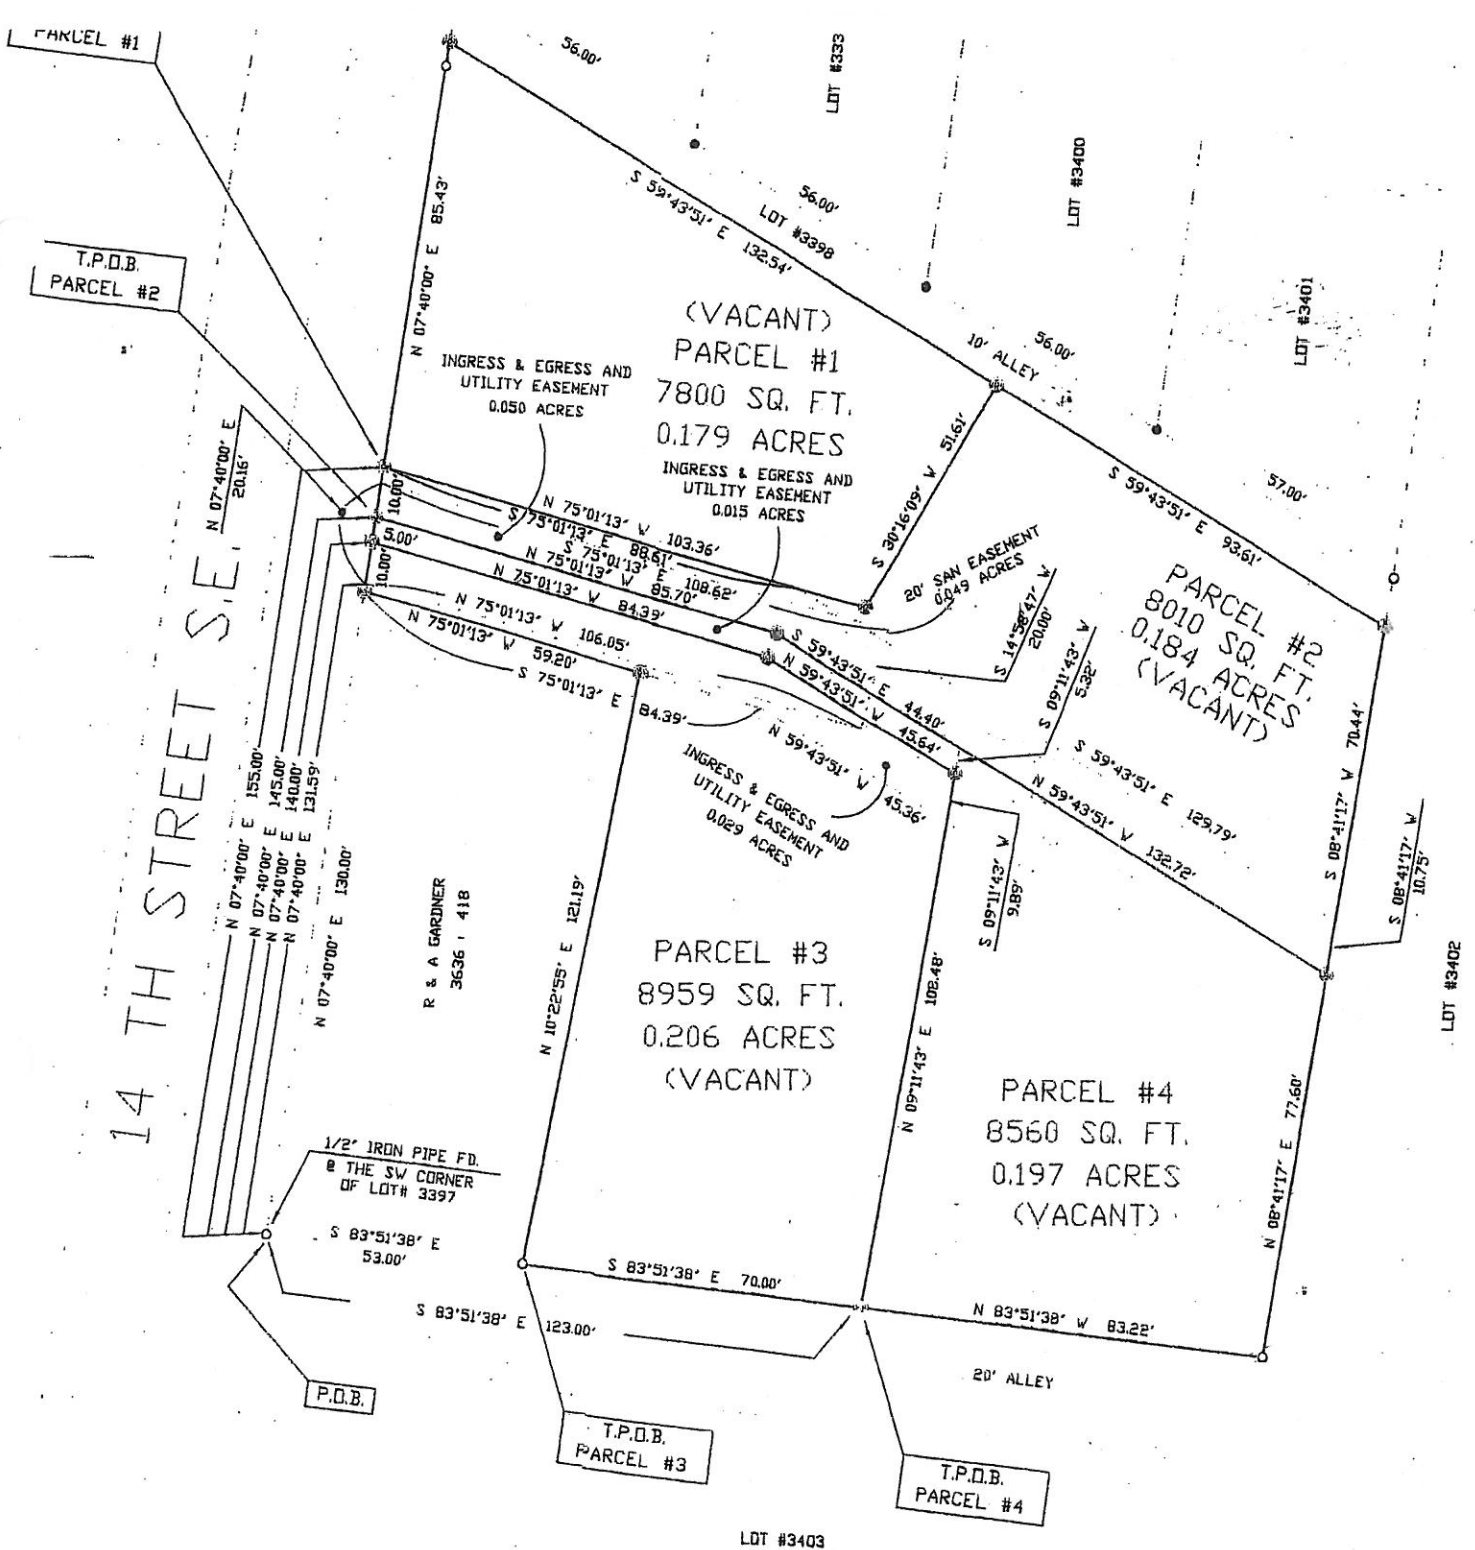 PARCEL #1
56.00'
LOT #333
S 59°43'51" E 132.54'
56.00'
LOT #3398
LOT #3400
LOT #3401
N 07°40'00" E 85.43'
T.P.O.B.
PARCEL #2
(VACANT)
PARCEL #1
7800 SQ. FT.
0.179 ACRES
10' ALLEY
56.00'
57.00'
INGRESS & EGRESS AND
UTILITY EASEMENT
0.050 ACRES
INGRESS & EGRESS AND
UTILITY EASEMENT
0.015 ACRES
S 30°16'09" W 51.61'
S 59°43'51" E 93.61'
N 07°40'00" E
20.16'
10.00'
5.00'
10.00'
N 75°01'13" W 103.36'
S 75°01'13" E 88.61'
S 75°01'13" E 108.62'
N 75°01'13" W 85.70'
N 75°01'13" W 84.39'
N 75°01'13" W 106.05'
N 75°01'13" W 59.20'
S 75°01'13" E 84.39'
20' SAN EASEMENT
0.049 ACRES
S 14°58'47" W
20.00'
S 09°11'43" W
5.32'
PARCEL #2
8010 SQ. FT.
0.184 ACRES
(VACANT)
S 59°43'51" E 44.40'
N 59°43'51" W 45.64'
N 59°43'51" W 45.36'
S 59°43'51" E 129.79'
N 59°43'51" W 132.72'
S 08°41'17" W 70.44'
S 08°41'17" W
10.75'
INGRESS & EGRESS AND
UTILITY EASEMENT
0.029 ACRES
S 09°11'43" W
9.89'
14 TH STREET S.E.
N 07°40'00" E 155.00'
N 07°40'00" E 145.00'
N 07°40'00" E 140.00'
N 07°40'00" E 131.59'
N 07°40'00" E 130.00'
R & A GARDNER
3636 418
N 10°22'55" E 121.19'
PARCEL #3
8959 SQ. FT.
0.206 ACRES
(VACANT)
N 09°11'43" E 108.48'
LOT #3402
PARCEL #4
8560 SQ. FT.
0.197 ACRES
(VACANT)
N 08°41'17" E 77.60'
1/2" IRON PIPE FD.
@ THE SW CORNER
OF LOT# 3397
S 83°51'38" E
53.00'
S 83°51'38" E 70.00'
S 83°51'38" E 123.00'
N 83°51'38" W 83.22'
20' ALLEY
P.O.B.
T.P.O.B.
PARCEL #3
T.P.O.B.
PARCEL #4
LOT #3403